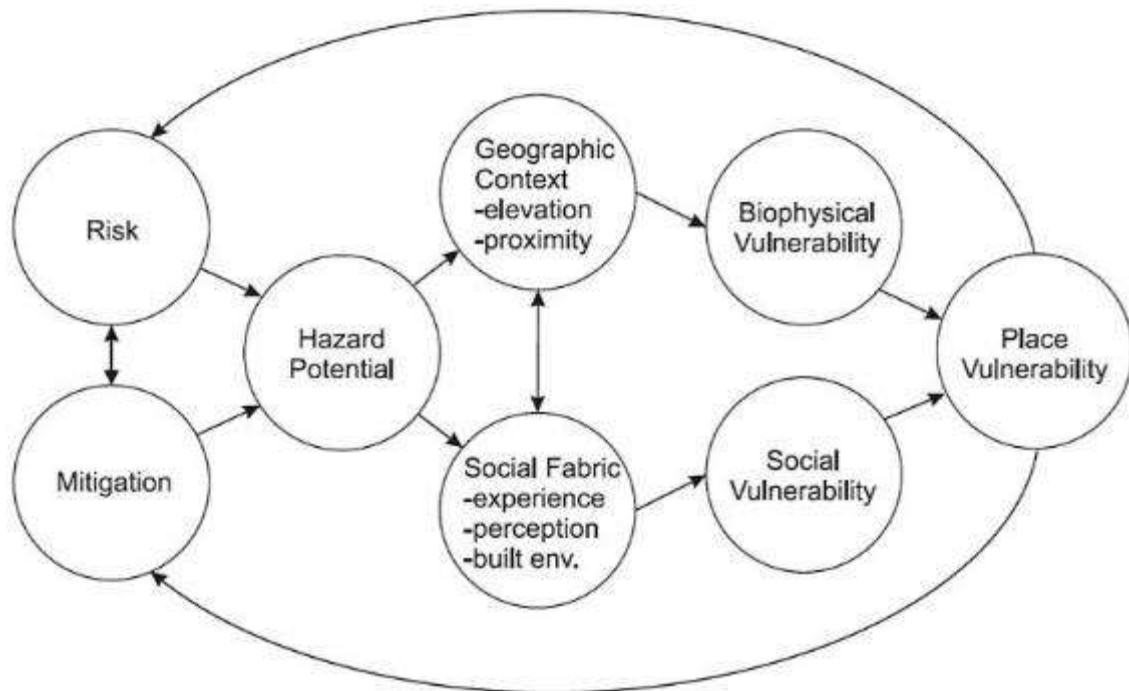 Risk
Mitigation
Hazard
Potential
Geographic
Context
-elevation
-proximity
Social Fabric
-experience
-perception
-built env.
Biophysical
Vulnerability
Social
Vulnerability
Place
Vulnerability